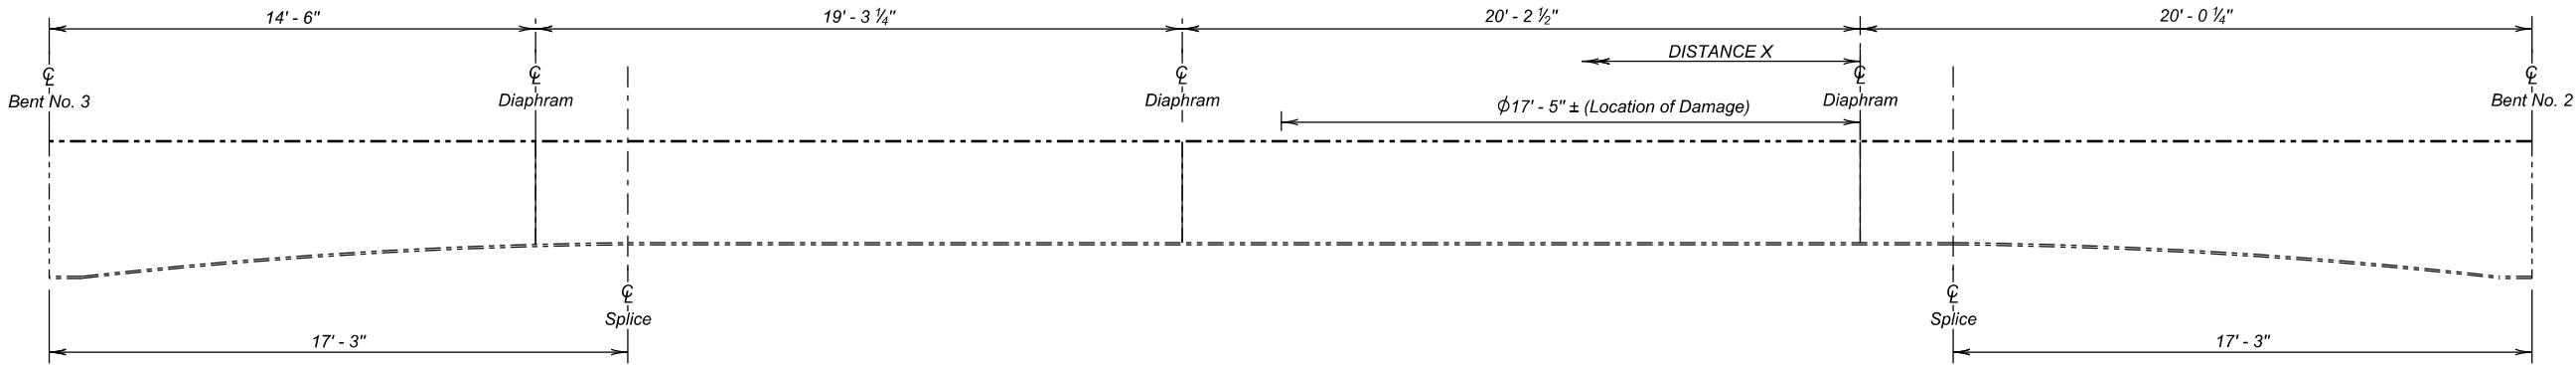 14' - 6"
19' - 3 ¼"
20' - 2 ½"
20' - 0 ¼"
DISTANCE X
℄
Bent No. 3
℄
Diaphram
℄
Diaphram
ϕ17' - 5" ± (Location of Damage)
℄
Diaphram
℄
Bent No. 2
℄
Splice
℄
Splice
17' - 3"
17' - 3"